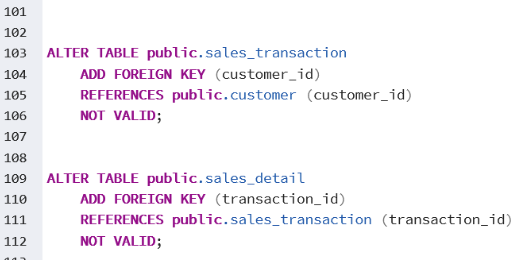 101
102
103 ALTER TABLE public.sales_transaction
104     ADD FOREIGN KEY (customer_id)
105     REFERENCES public.customer (customer_id)
106     NOT VALID;
107
108
109 ALTER TABLE public.sales_detail
110     ADD FOREIGN KEY (transaction_id)
111     REFERENCES public.sales_transaction (transaction_id)
112     NOT VALID;